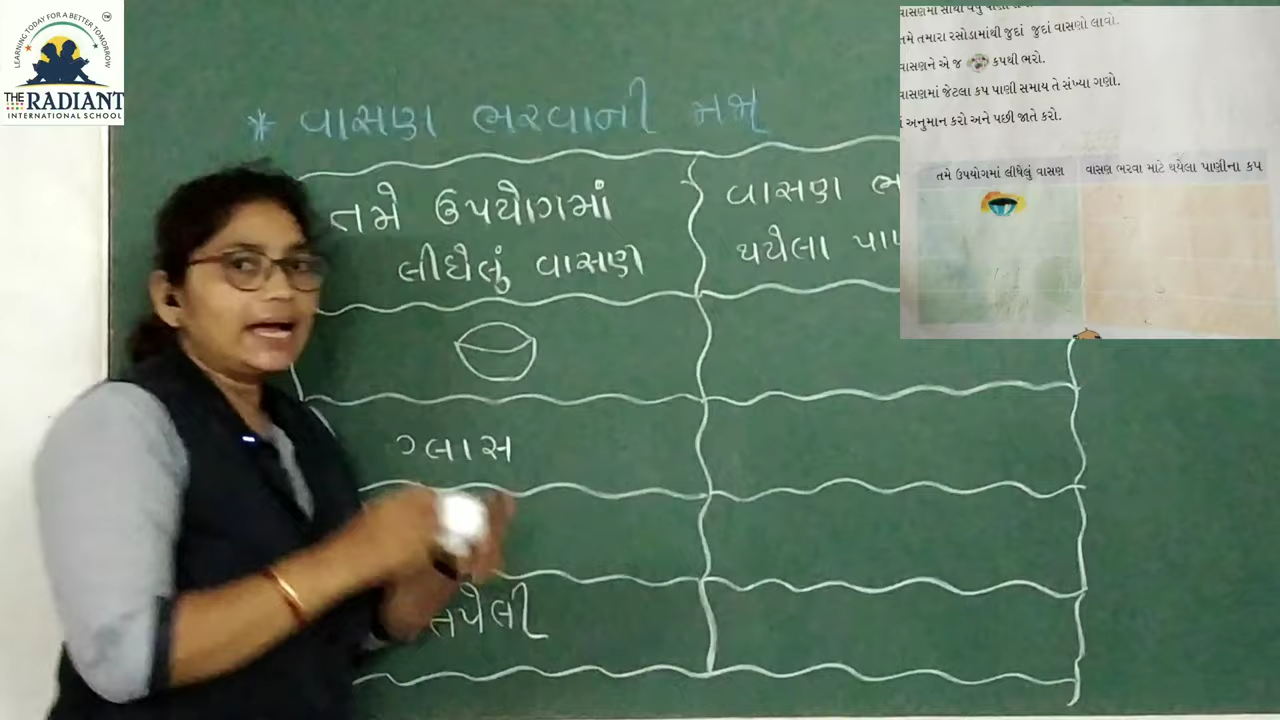 LEARNING TODAY FOR A BETTER TOMORROW
TM
THE RADIANT
INTERNATIONAL SCHOOL
* વાસણ ભરવાની મજા
તમે ઉપયોગમાં
લીધેલું વાસણ
વાસણ
થયેલા
ગ્લાસ
તપેલી
તમે તમારા રસોડામાંથી જુદાં જુદાં વાસણો લાવો.
વાસણને એ જ કપથી ભરો.
વાસણમાં જેટલા કપ પાણી સમાય તે સંખ્યા ગણો.
અનુમાન કરો અને પછી જાતે કરો.
તમે ઉપયોગમાં લીધેલું વાસણ
વાસણ ભરવા માટે થયેલા પાણીના કપ